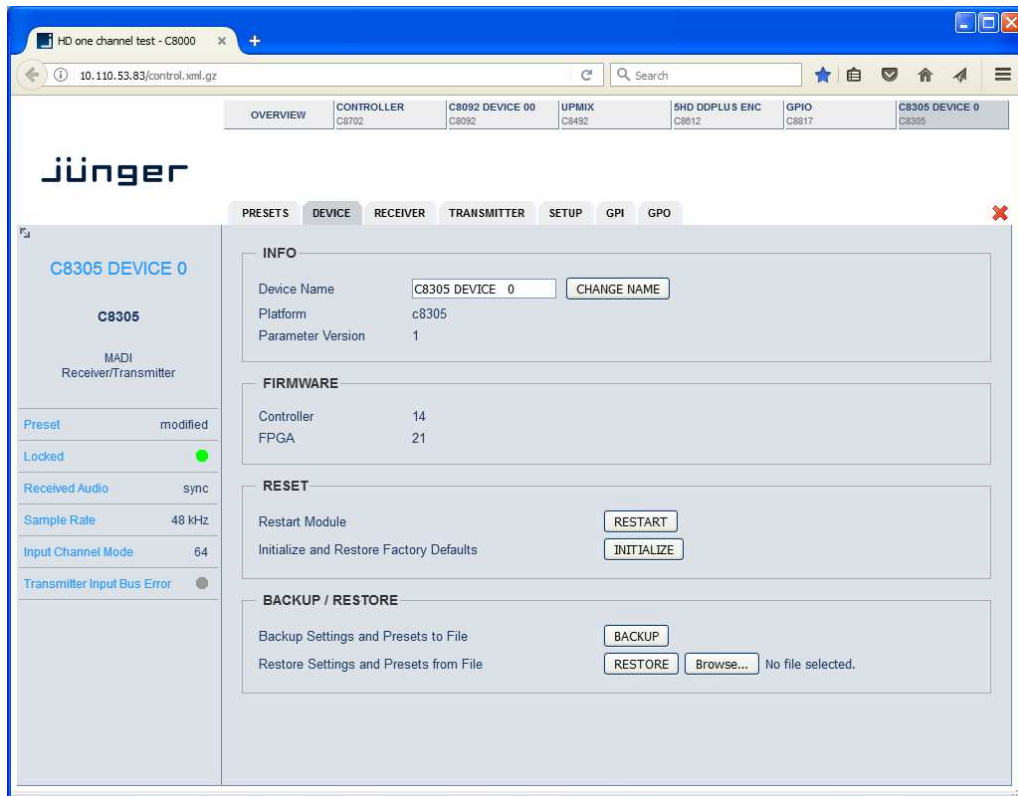 HD one channel test - C8000
10.110.53.83/control.xml.gz
Search
OVERVIEW
CONTROLLER
C8702
C8092 DEVICE 00
C8092
UPMIX
C8492
5HD DDPLUS ENC
C8612
GPIO
C8817
C8305 DEVICE 0
C8305
jünger
PRESETS DEVICE RECEIVER TRANSMITTER SETUP GPI GPO
C8305 DEVICE 0
C8305
MADI
Receiver/Transmitter
Preset modified
Locked
Received Audio sync
Sample Rate 48 kHz
Input Channel Mode 64
Transmitter Input Bus Error
INFO
Device Name C8305 DEVICE 0 CHANGE NAME
Platform c8305
Parameter Version 1
FIRMWARE
Controller 14
FPGA 21
RESET
Restart Module RESTART
Initialize and Restore Factory Defaults INITIALIZE
BACKUP / RESTORE
Backup Settings and Presets to File BACKUP
Restore Settings and Presets from File RESTORE Browse... No file selected.